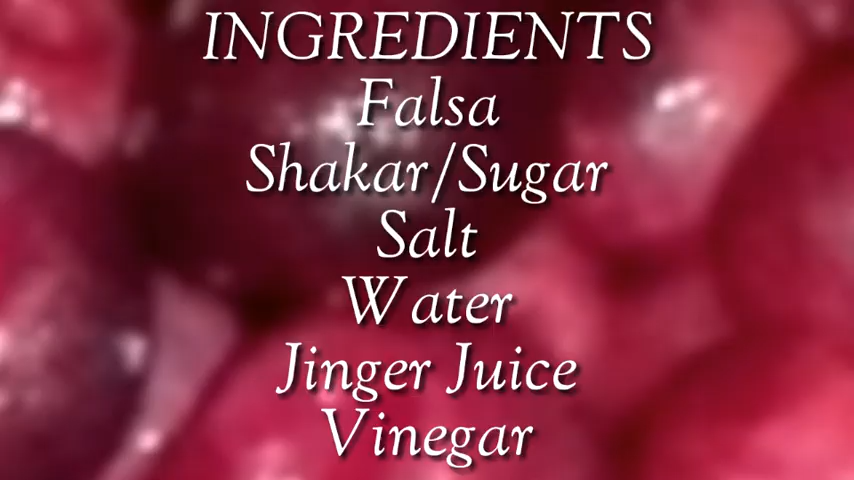 INGREDIENTS
Falsa
Shakar/Sugar
Salt
Water
Jinger Juice
Vinegar